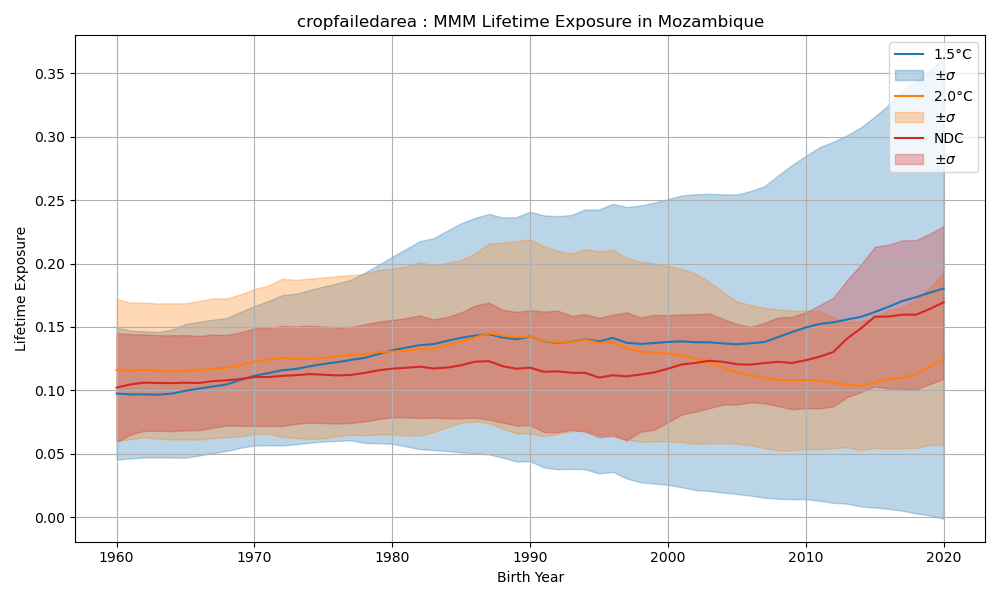 cropfailedarea : MMM Lifetime Exposure in Mozambique
Lifetime Exposure
0.35
0.30
0.25
0.20
0.15
0.10
0.05
0.00
1.5°C
±σ
2.0°C
±σ
NDC
±σ
1960 1970 1980 1990 2000 2010 2020
Birth Year